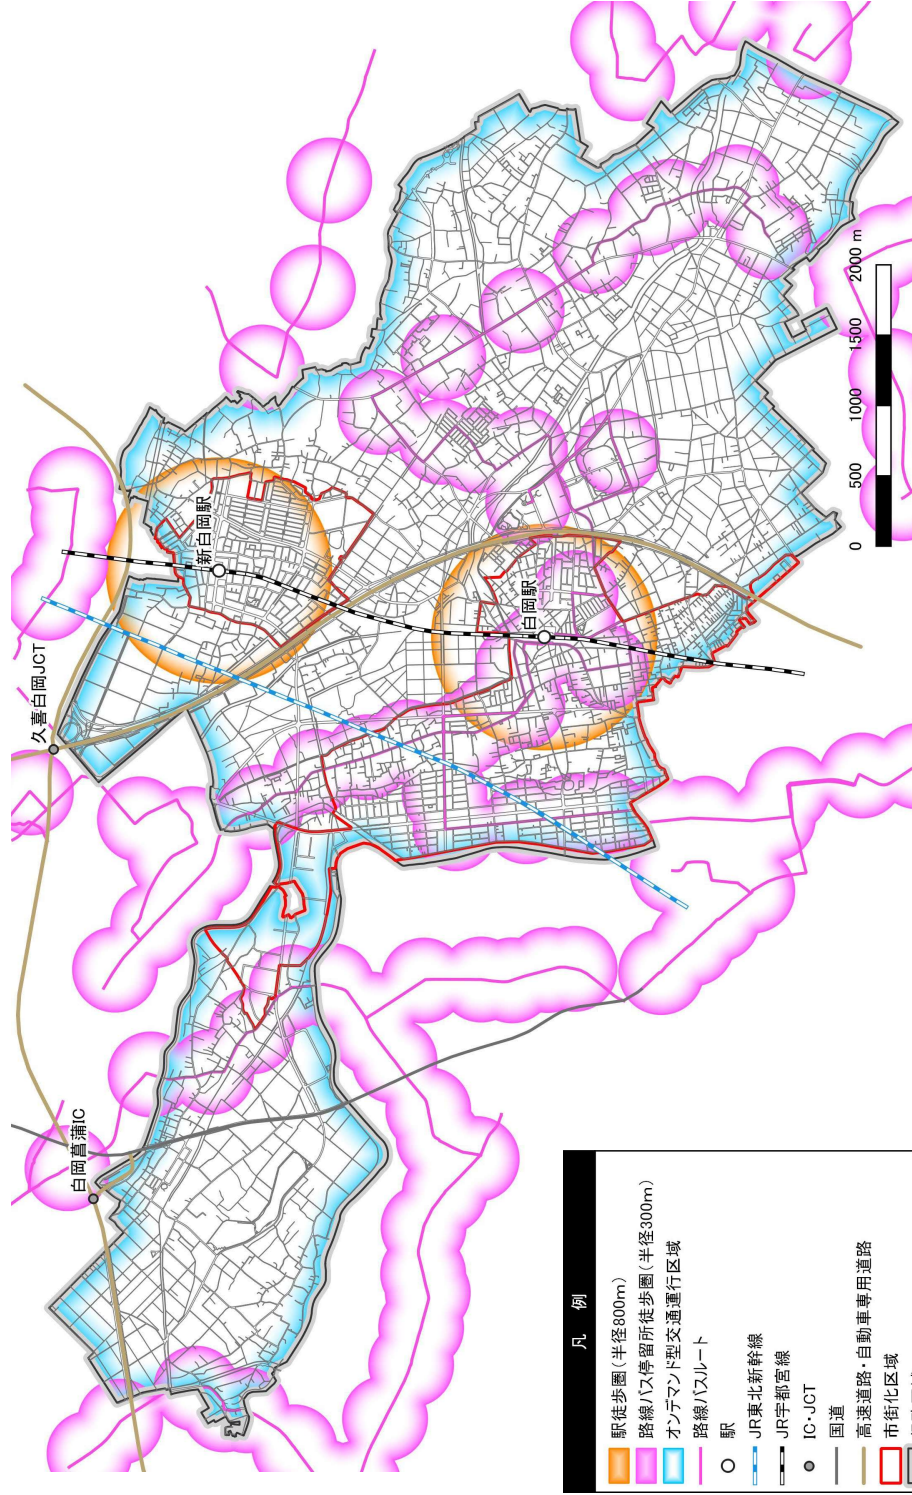 久喜白岡JCT
新白岡駅
白岡駅
白岡菖蒲IC
0 500 1000 1500 2000 m
凡 例
駅徒歩圏(半径800m)
路線バス停留所徒歩圏(半径300m)
オンデマンド型交通運行区域
路線バスルート
駅
JR東北新幹線
JR宇都宮線
IC・JCT
国道
高速道路・自動車専用道路
市街化区域